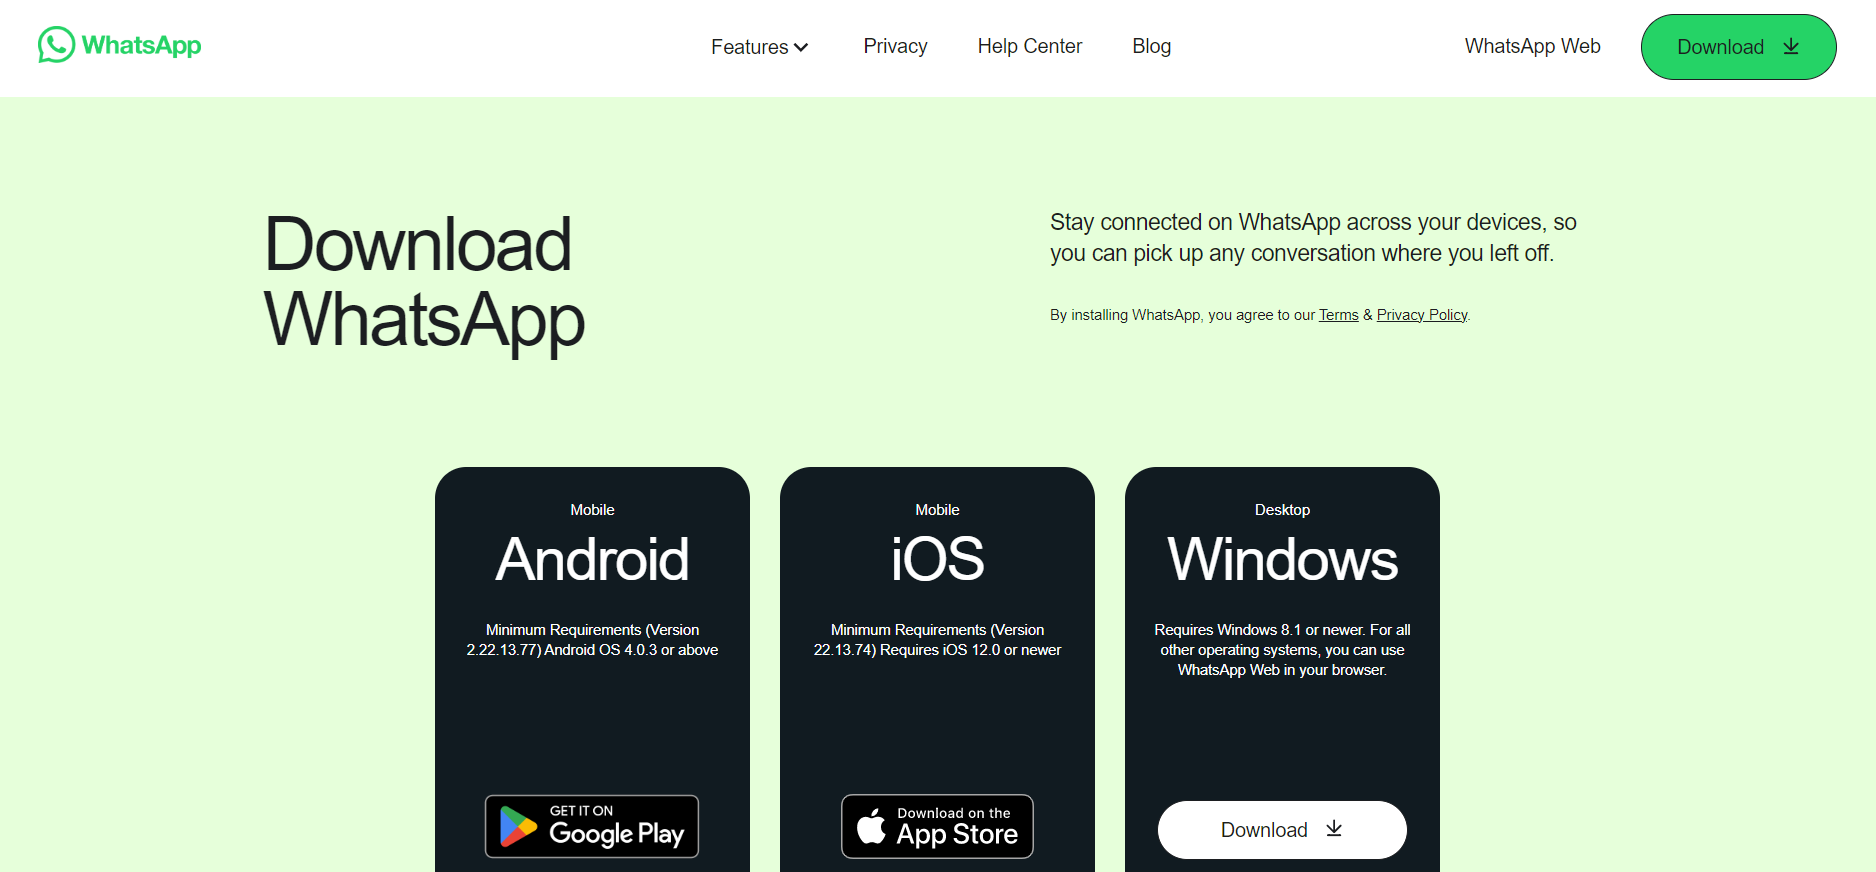 WhatsApp
Features
Privacy
Help Center
Blog
WhatsApp Web
Download
Download
WhatsApp
Stay connected on WhatsApp across your devices, so
you can pick up any conversation where you left off.
By installing WhatsApp, you agree to our Terms & Privacy Policy.
Mobile
Android
Minimum Requirements (Version
2.22.13.77) Android OS 4.0.3 or above
GET IT ON
Google Play
Mobile
iOS
Minimum Requirements (Version
22.13.74) Requires iOS 12.0 or newer
Download on the
App Store
Desktop
Windows
Requires Windows 8.1 or newer. For all
other operating systems, you can use
WhatsApp Web in your browser.
Download